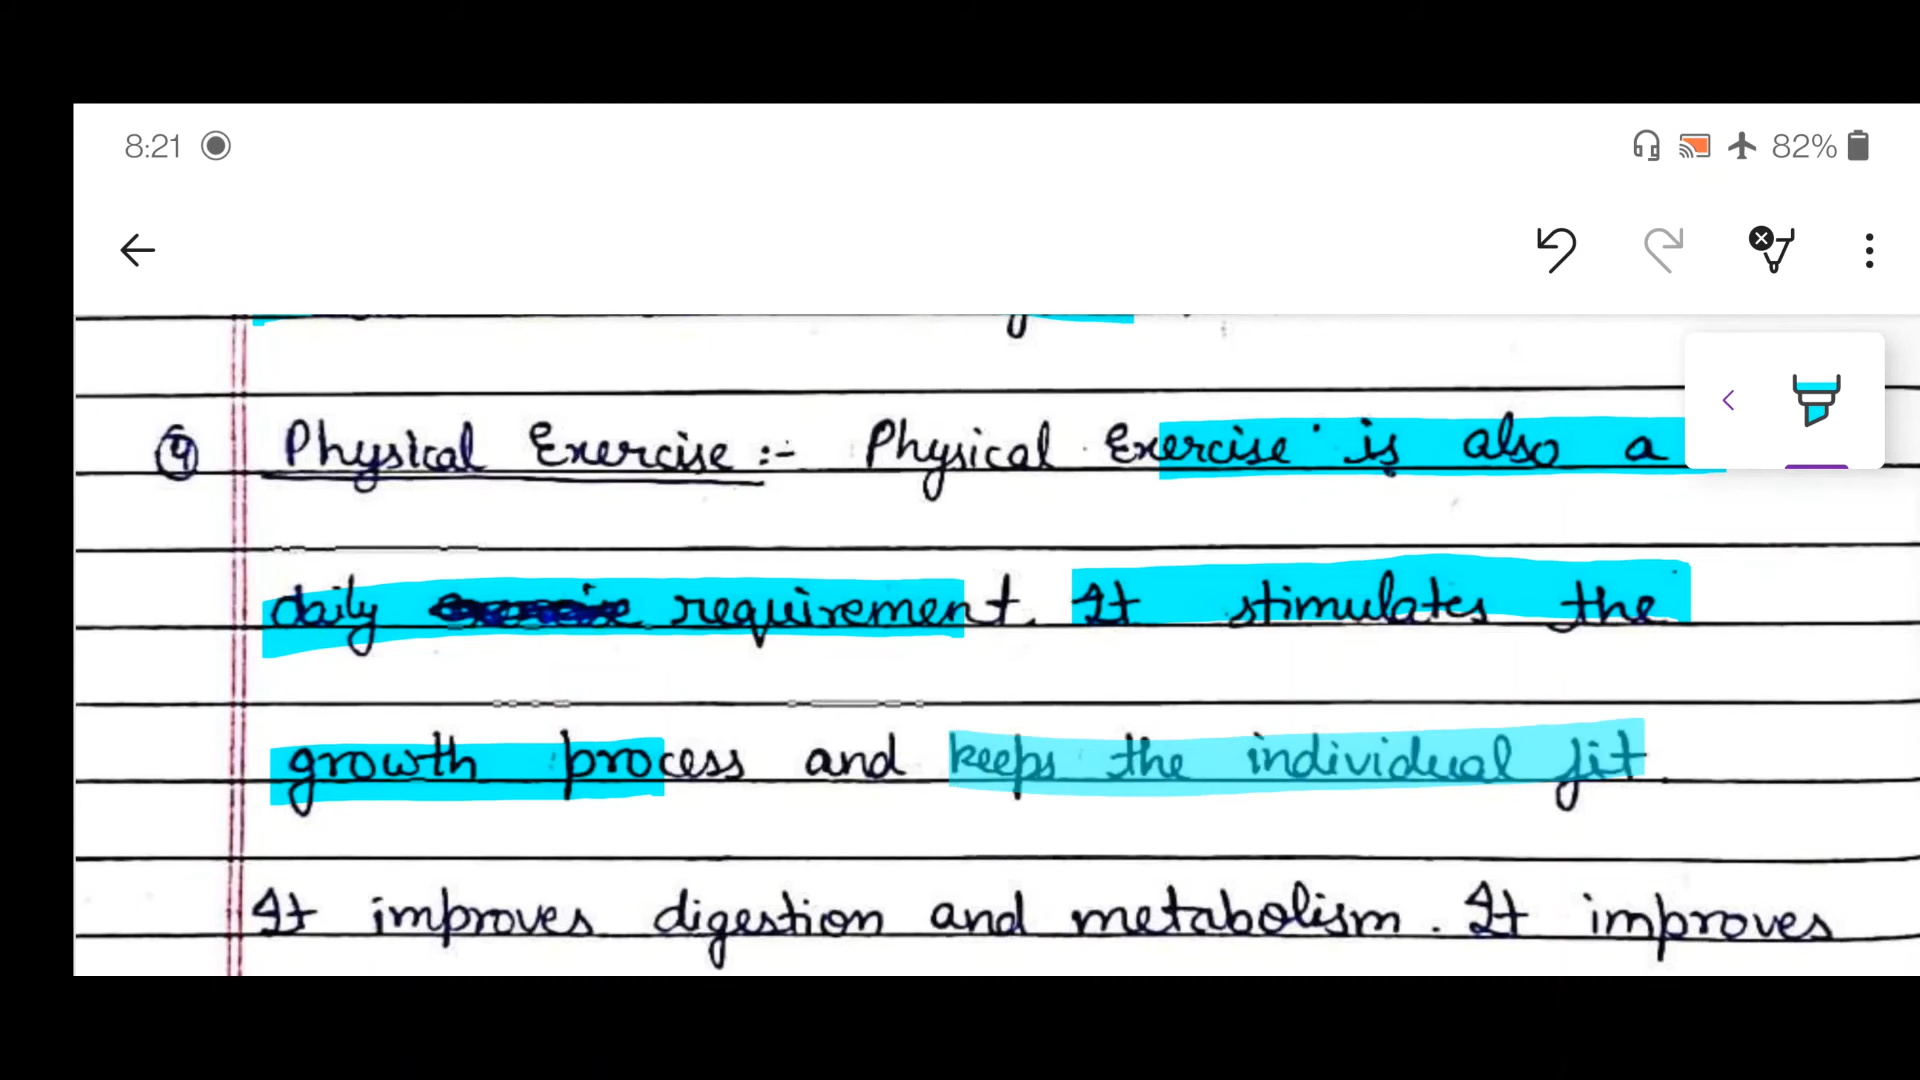 8:21
82%
9 Physical Exercise :- Physical Exercise is also a
daily requirement. It stimulates the
growth process and keeps the individual fit.
It improves digestion and metabolism. It improves